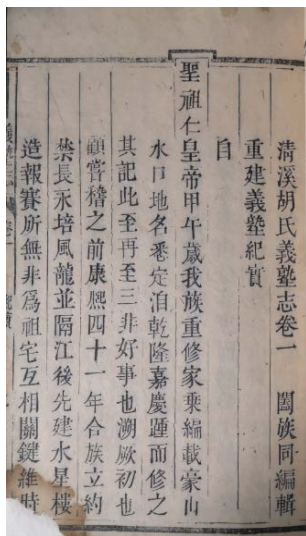 清溪胡氏義塾志卷一 闔族同編輯
重建義塾紀實
自
聖祖仁皇帝甲午歲我族重修家乘編載豪山
水口地名悉定洎乾隆嘉慶踵而修之
其記此至再至三非好事也溯厥初也
顧嘗稽之前康熙四十一年合族立約
禁長永培風龍並隔江後先建水星樓
造報賽所無非爲祖宅互相關鍵維時